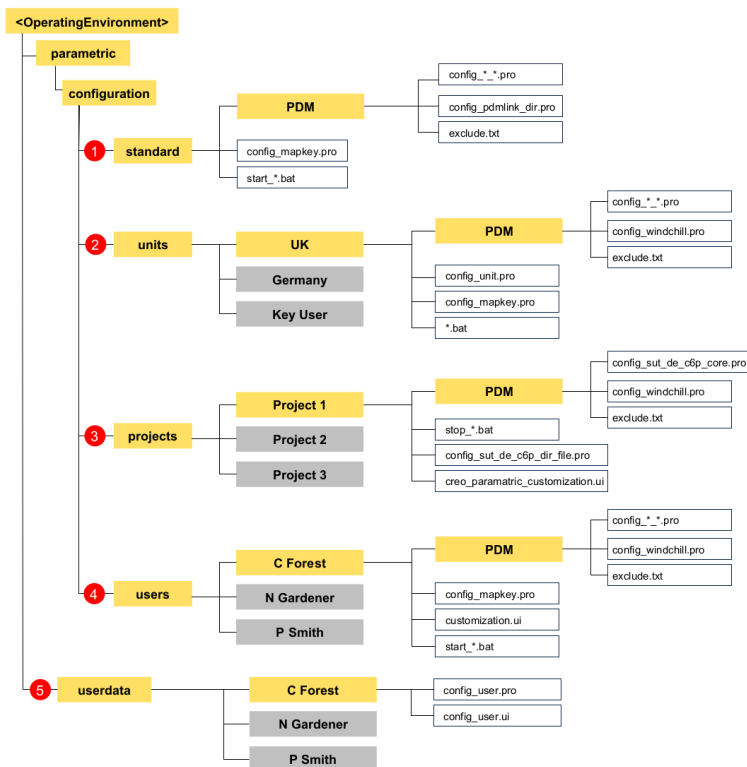 <OperatingEnvironment>
parametric
configuration
1
standard
PDM
config_*_*.pro
config_pdmlink_dir.pro
exclude.txt
config_mapkey.pro
start_*.bat
2
units
UK
PDM
config_*_*.pro
config_windchill.pro
exclude.txt
Germany
Key User
config_unit.pro
config_mapkey.pro
*.bat
3
projects
Project 1
PDM
config_sut_de_c6p_core.pro
config_windchill.pro
exclude.txt
Project 2
Project 3
stop_*.bat
config_sut_de_c6p_dir_file.pro
creo_paramatric_customization.ui
4
users
C Forest
PDM
config_*_*.pro
config_windchill.pro
exclude.txt
N Gardener
P Smith
config_mapkey.pro
customization.ui
start_*.bat
5
userdata
C Forest
config_user.pro
config_user.ui
N Gardener
P Smith